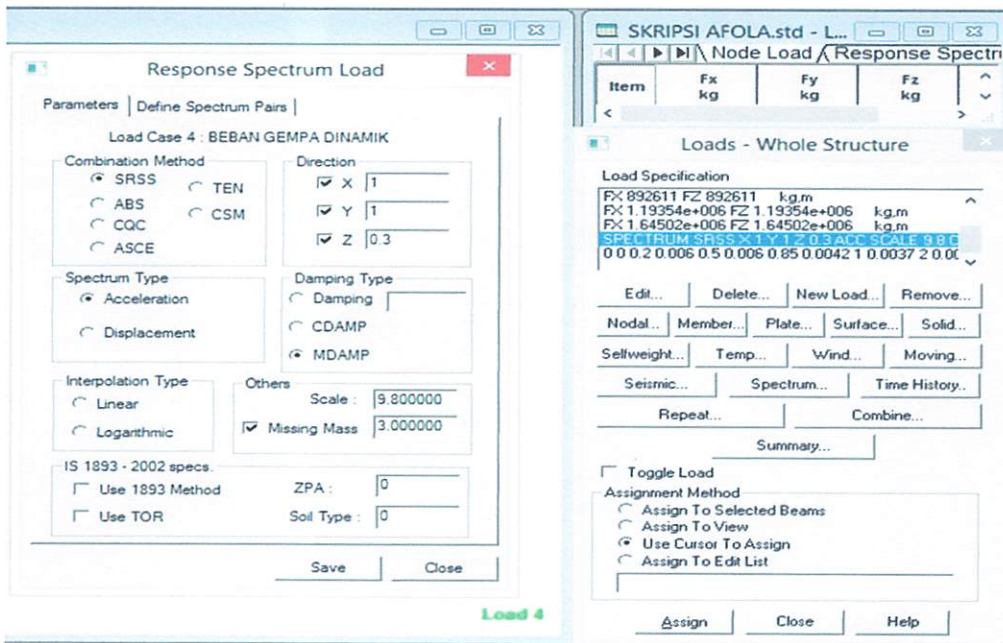 Response Spectrum Load
Parameters
Define Spectrum Pairs
Load Case 4 : BEBAN GEMPA DINAMIK
Combination Method
SRSS
TEN
ABS
CSM
CQC
ASCE
Direction
X 1
Y 1
Z 0.3
Spectrum Type
Acceleration
Displacement
Damping Type
Damping
CDAMP
MDAMP
Interpolation Type
Linear
Logarithmic
Others
Scale : 9.800000
Missing Mass 3.000000
IS 1893 - 2002 specs.
Use 1893 Method
ZPA : 0
Use TOR
Soil Type : 0
Save
Close
Load 4
SKRIPSI AFOLA.std - L...
Node Load
Response Spectr
Item
Fx
kg
Fy
kg
Fz
kg
Loads - Whole Structure
Load Specification
FX 892611 FZ 892611 kg,m
FX 1.19354e+006 FZ 1.19354e+006 kg,m
FX 1.64502e+006 FZ 1.64502e+006 kg,m
SPECTRUM SRSS X 1 Y 1 Z 0.3 ACC SCALE 9.8
0 0 0.2 0.006 0.5 0.006 0.85 0.0042 1 0.0037 2
Edit...
Delete...
New Load...
Remove...
Nodal...
Member...
Plate...
Surface...
Solid...
Selfweight...
Temp...
Wind...
Moving...
Seismic...
Spectrum...
Time History..
Repeat...
Combine...
Summary...
Toggle Load
Assignment Method
Assign To Selected Beams
Assign To View
Use Cursor To Assign
Assign To Edit List
Assign
Close
Help